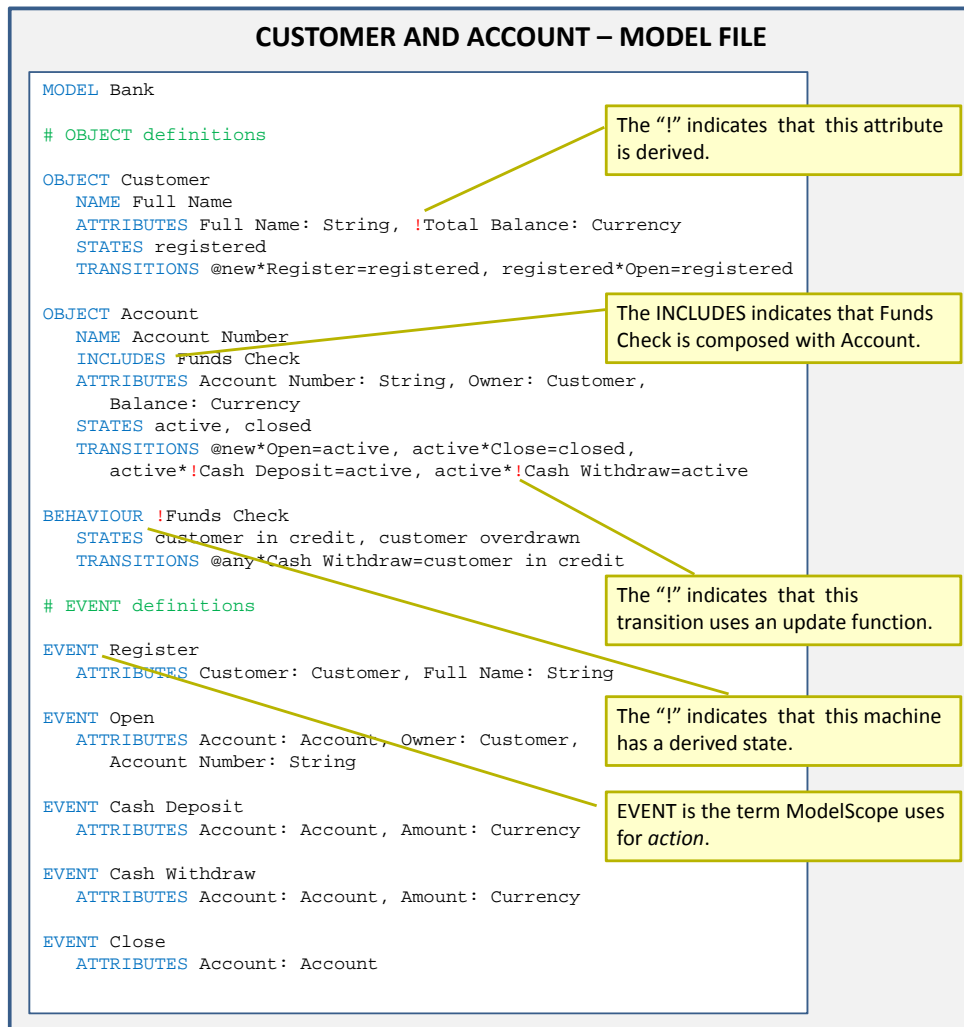 CUSTOMER AND ACCOUNT – MODEL FILE
MODEL Bank
# OBJECT definitions
OBJECT Customer
NAME Full Name
ATTRIBUTES Full Name: String, !Total Balance: Currency
STATES registered
TRANSITIONS @new*Register=registered, registered*Open=registered
OBJECT Account
NAME Account Number
INCLUDES Funds Check
ATTRIBUTES Account Number: String, Owner: Customer,
Balance: Currency
STATES active, closed
TRANSITIONS @new*Open=active, active*Close=closed,
active*!Cash Deposit=active, active*!Cash Withdraw=active
BEHAVIOUR !Funds Check
STATES customer in credit, customer overdrawn
TRANSITIONS @any*Cash Withdraw=customer in credit
# EVENT definitions
EVENT Register
ATTRIBUTES Customer: Customer, Full Name: String
EVENT Open
ATTRIBUTES Account: Account, Owner: Customer,
Account Number: String
EVENT Cash Deposit
ATTRIBUTES Account: Account, Amount: Currency
EVENT Cash Withdraw
ATTRIBUTES Account: Account, Amount: Currency
EVENT Close
ATTRIBUTES Account: Account
The “!” indicates that this attribute
is derived.
The INCLUDES indicates that Funds
Check is composed with Account.
The “!” indicates that this
transition uses an update function.
The “!” indicates that this machine
has a derived state.
EVENT is the term ModelScope uses
for action.